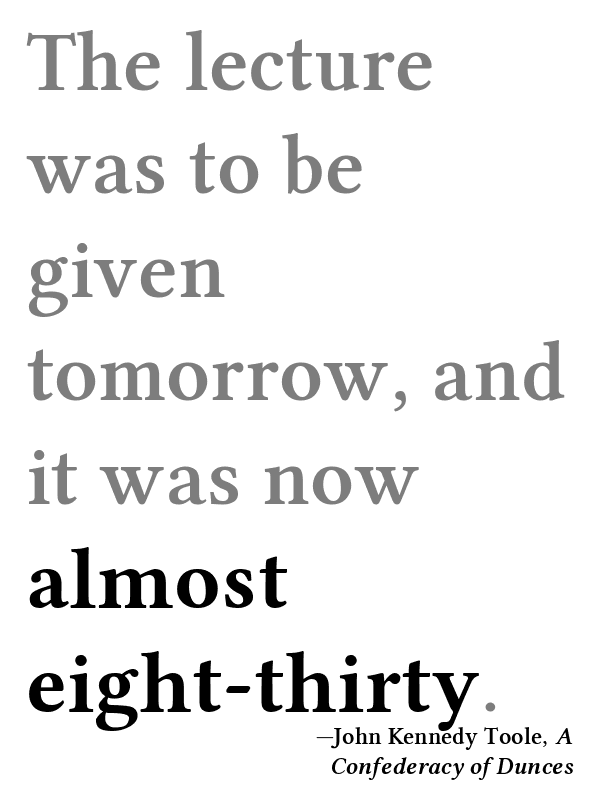 The lecture
was to be
given
tomorrow, and
it was now
almost
eight-thirty.
—John Kennedy Toole, A
Confederacy of Dunces